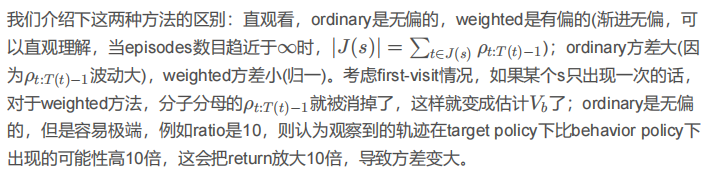 我们介绍下这两种方法的区别：直观看，ordinary是无偏的，weighted是有偏的(渐进无偏，可
以直观理解，当episodes数目趋近于∞时，|J(s)| = ∑_{t∈J(s)} ρ_{t:T(t)−1})；ordinary方差大(因
为ρ_{t:T(t)−1}波动大)，weighted方差小(归一)。考虑first-visit情况，如果某个s只出现一次的话，
对于weighted方法，分子分母的ρ_{t:T(t)−1}就被消掉了，这样就变成估计V_b了；ordinary是无偏
的，但是容易极端，例如ratio是10，则认为观察到的轨迹在target policy下比behavior policy下
出现的可能性高10倍，这会把return放大10倍，导致方差变大。